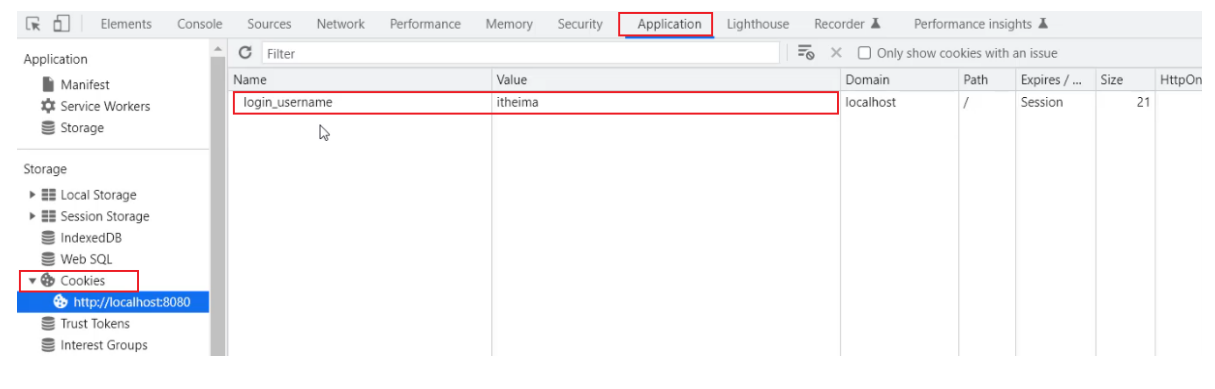 Elements Console Sources Network Performance Memory Security Application Lighthouse Recorder Performance insights
Application
Filter
Only show cookies with an issue
Manifest
Service Workers
Storage
Name Value Domain Path Expires / ... Size HttpOn
login_username itheima localhost / Session 21
Storage
Local Storage
Session Storage
IndexedDB
Web SQL
Cookies
http://localhost:8080
Trust Tokens
Interest Groups